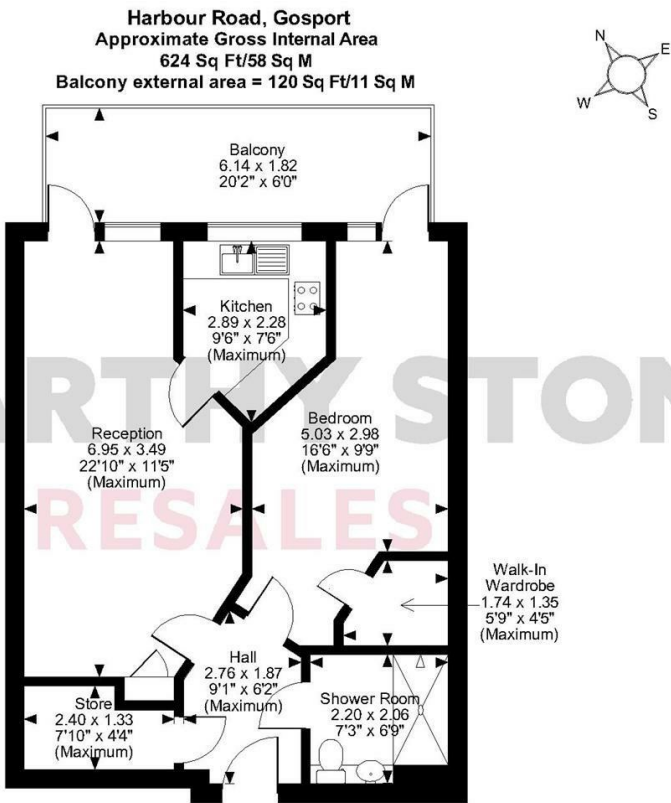 Harbour Road, Gosport
Approximate Gross Internal Area
624 Sq Ft/58 Sq M
Balcony external area = 120 Sq Ft/11 Sq M
N
E
W
S
Balcony
6.14 x 1.82
20'2" x 6'0"
Kitchen
2.89 x 2.28
9'6" x 7'6"
(Maximum)
ARTHY STON
RESALES
Reception
6.95 x 3.49
22'10" x 11'5"
(Maximum)
Bedroom
5.03 x 2.98
16'6" x 9'9"
(Maximum)
Walk-In
Wardrobe
1.74 x 1.35
5'9" x 4'5"
(Maximum)
Hall
2.76 x 1.87
9'1" x 6'2"
(Maximum)
Store
2.40 x 1.33
7'10" x 4'4"
(Maximum)
Shower Room
2.20 x 2.06
7'3" x 6'9"